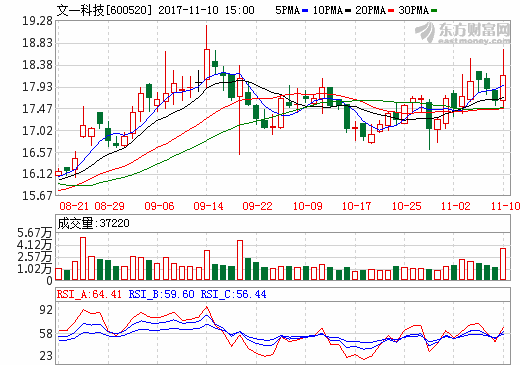 文一科技[600520] 2017-11-10 15:00 5PMA 10PMA 20PMA 30PMA
东方财富网
eastmoney.com
19.28
18.83
18.38
17.93
17.47
17.02
16.57
16.12
15.67
08-21 08-29 09-06 09-14 09-22 10-09 10-17 10-25 11-02 11-10
成交量:37220
5.67万
4.12万
2.57万
1.02万
0
RSI_A:64.41 RSI_B:59.60 RSI_C:56.44
92
58
23